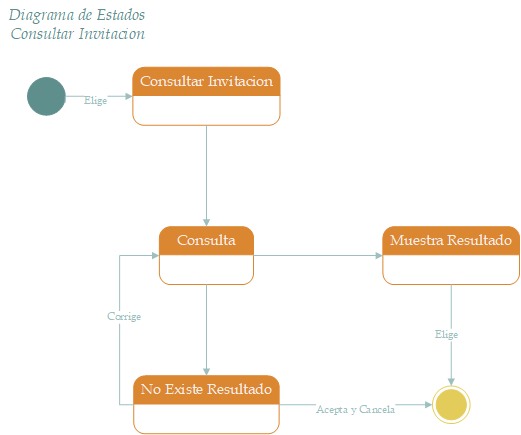 Diagrama de Estados
Consultar Invitacion
Consultar Invitacion
Elige
Consulta
Muestra Resultado
Corrige
Elige
No Existe Resultado
Acepta y Cancela